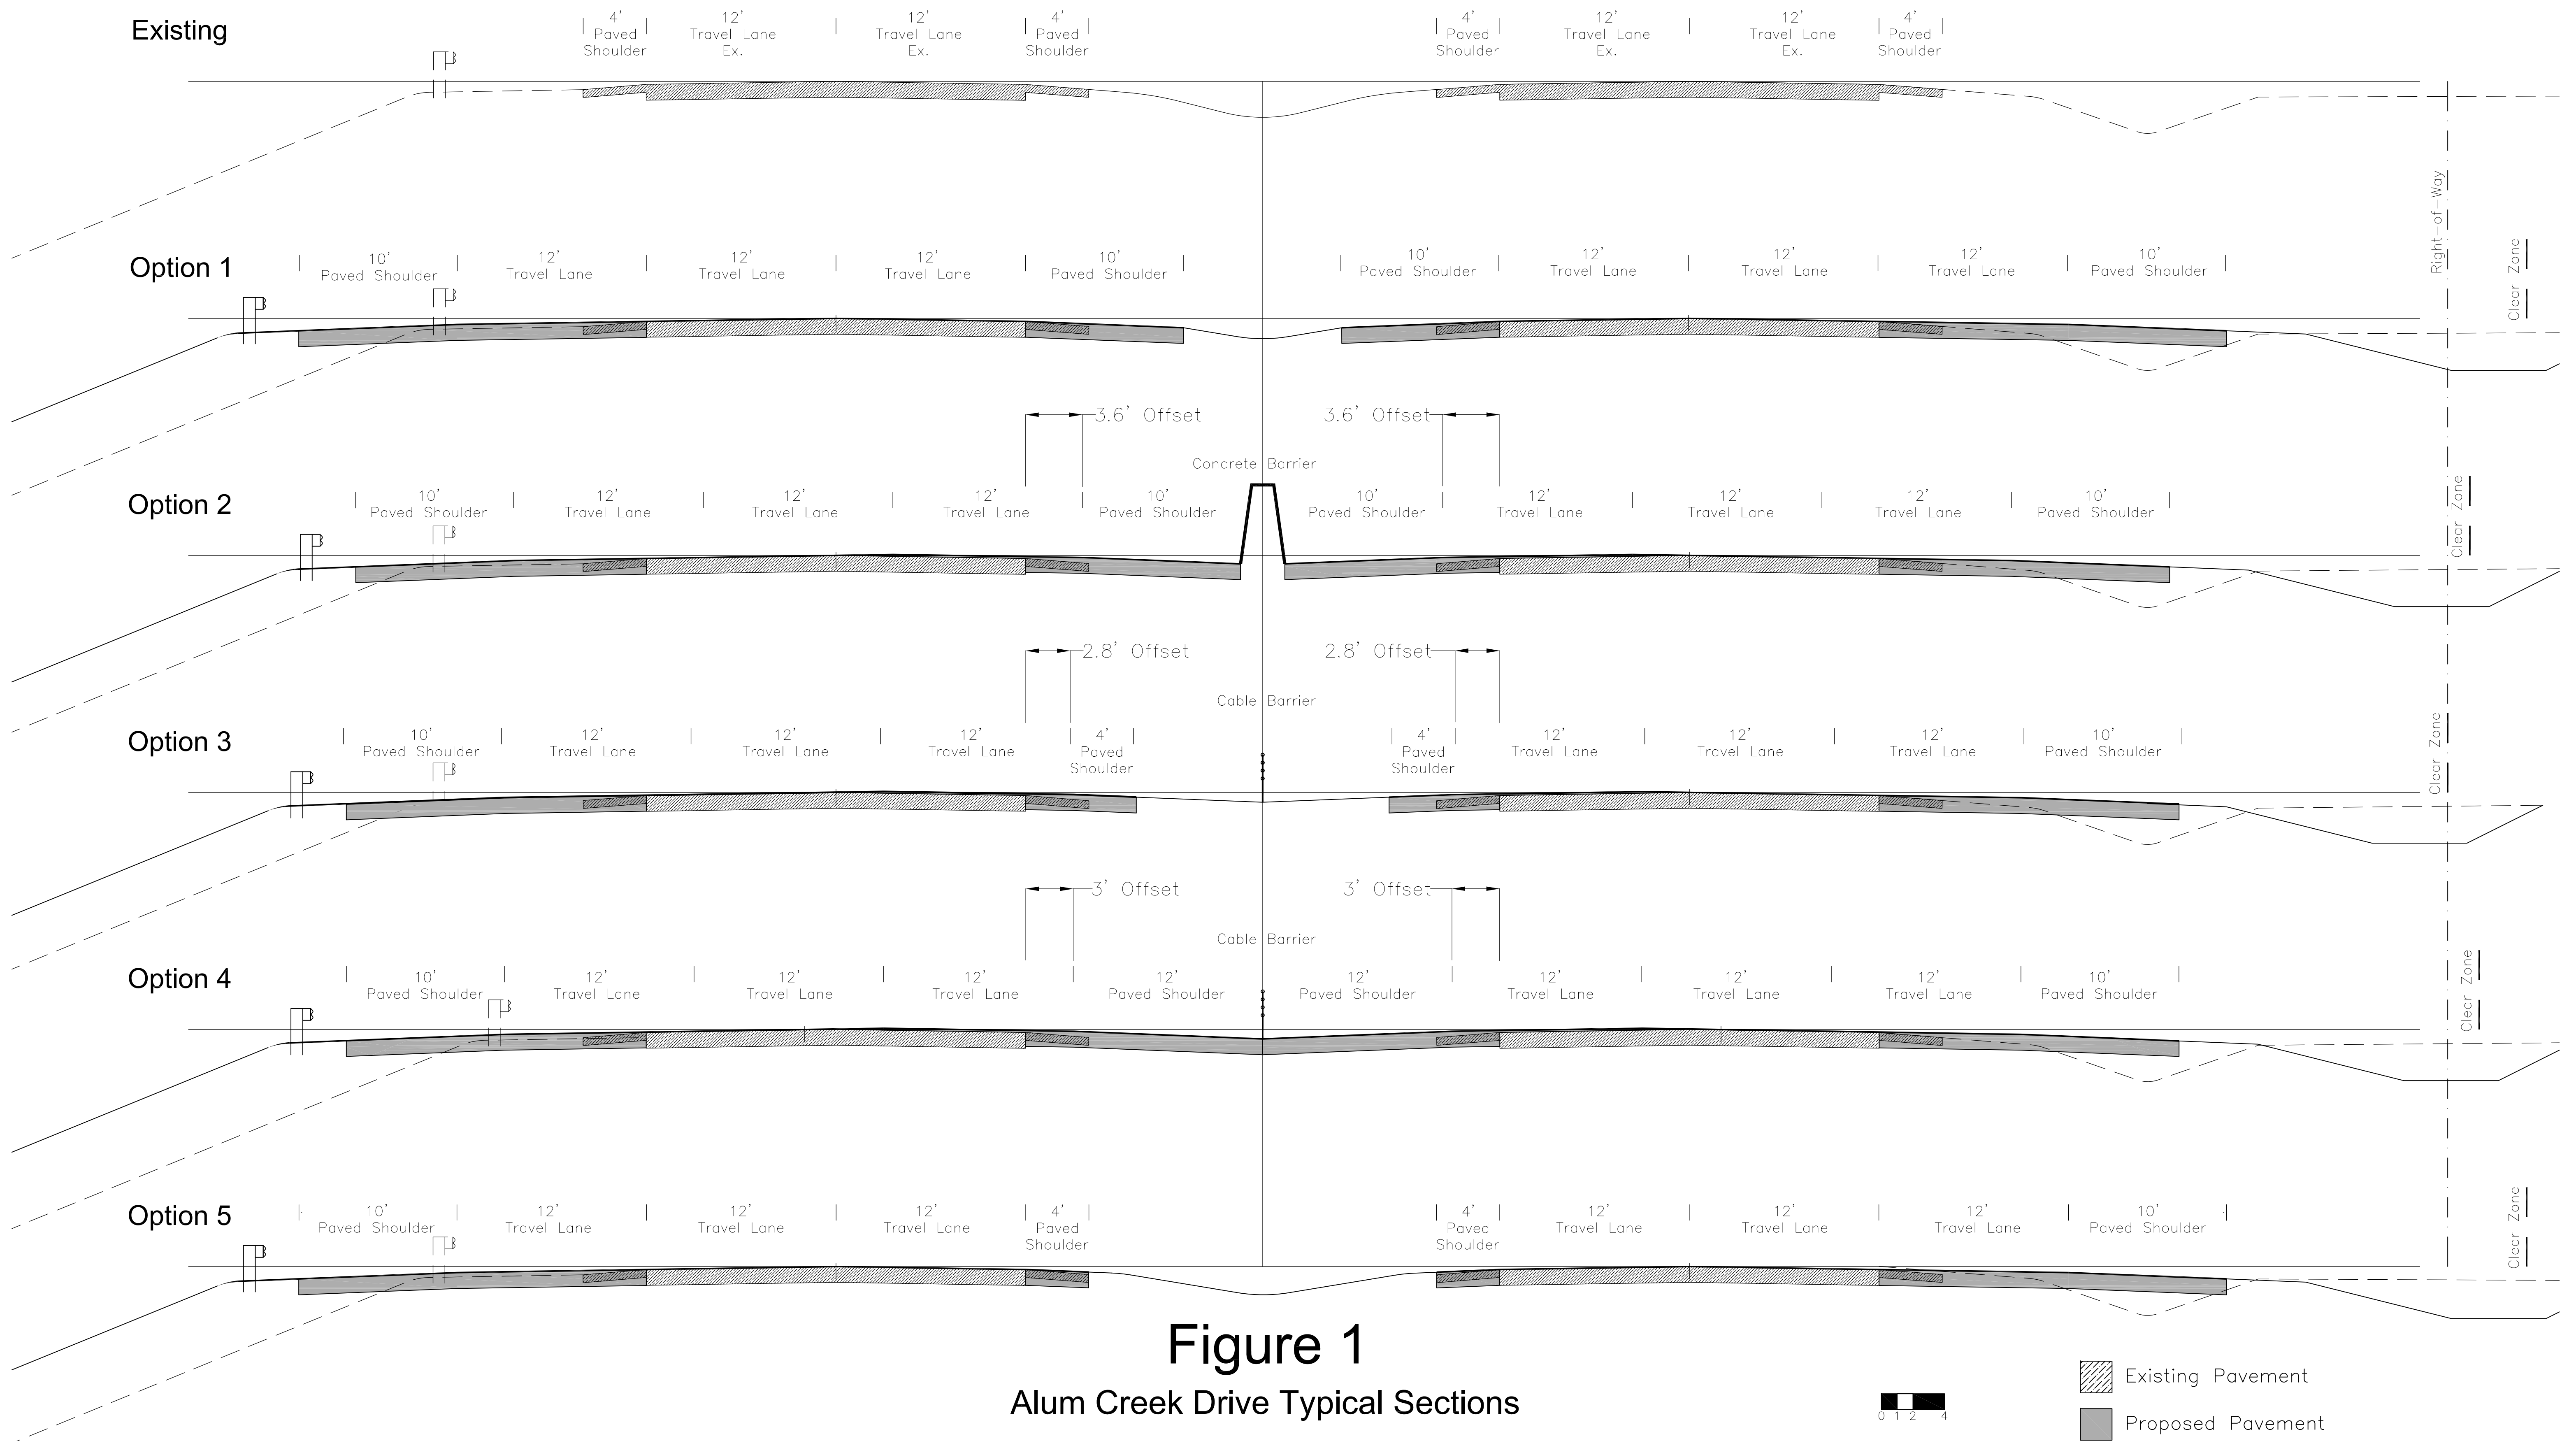 Existing
4' 12' 12' 4' 4' 12' 12' 4'
Paved Travel Lane Travel Lane Paved Paved Travel Lane Travel Lane Paved
Shoulder Ex. Ex. Shoulder Shoulder Ex. Ex. Shoulder
Right-of-Way
Option 1
10' 12' 12' 12' 10' 10' 12' 12' 12' 10'
Paved Shoulder Travel Lane Travel Lane Travel Lane Paved Shoulder Paved Shoulder Travel Lane Travel Lane Travel Lane Paved Shoulder
Clear Zone
3.6' Offset 3.6' Offset
Concrete Barrier
Option 2
10' 12' 12' 12' 10' 10' 12' 12' 12' 10'
Paved Shoulder Travel Lane Travel Lane Travel Lane Paved Shoulder Paved Shoulder Travel Lane Travel Lane Travel Lane Paved Shoulder
Clear Zone
2.8' Offset 2.8' Offset
Cable Barrier
Option 3
10' 12' 12' 12' 4' 4' 12' 12' 12' 10'
Paved Shoulder Travel Lane Travel Lane Travel Lane Paved Paved Travel Lane Travel Lane Travel Lane Paved Shoulder
Shoulder Shoulder
Clear Zone
3' Offset 3' Offset
Cable Barrier
Option 4
10' 12' 12' 12' 12' 12' 12' 12' 12' 10'
Paved Shoulder Travel Lane Travel Lane Travel Lane Paved Shoulder Paved Shoulder Travel Lane Travel Lane Travel Lane Paved Shoulder
Clear Zone
Option 5
10' 12' 12' 12' 4' 4' 12' 12' 12' 10'
Paved Shoulder Travel Lane Travel Lane Travel Lane Paved Paved Travel Lane Travel Lane Travel Lane Paved Shoulder
Shoulder Shoulder
Clear Zone
Figure 1
Alum Creek Drive Typical Sections
0 1 2 4
Existing Pavement
Proposed Pavement